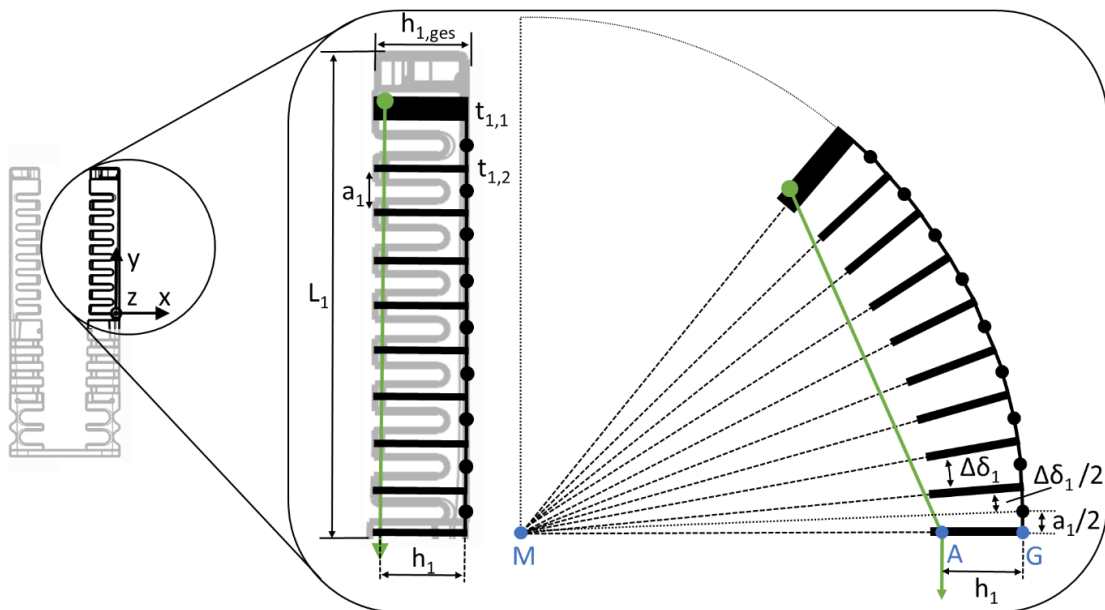 h1,ges
t1,1
t1,2
a1
L1
y
z
x
h1
Δδ1
Δδ1/2
a1/2
M
A
G
h1